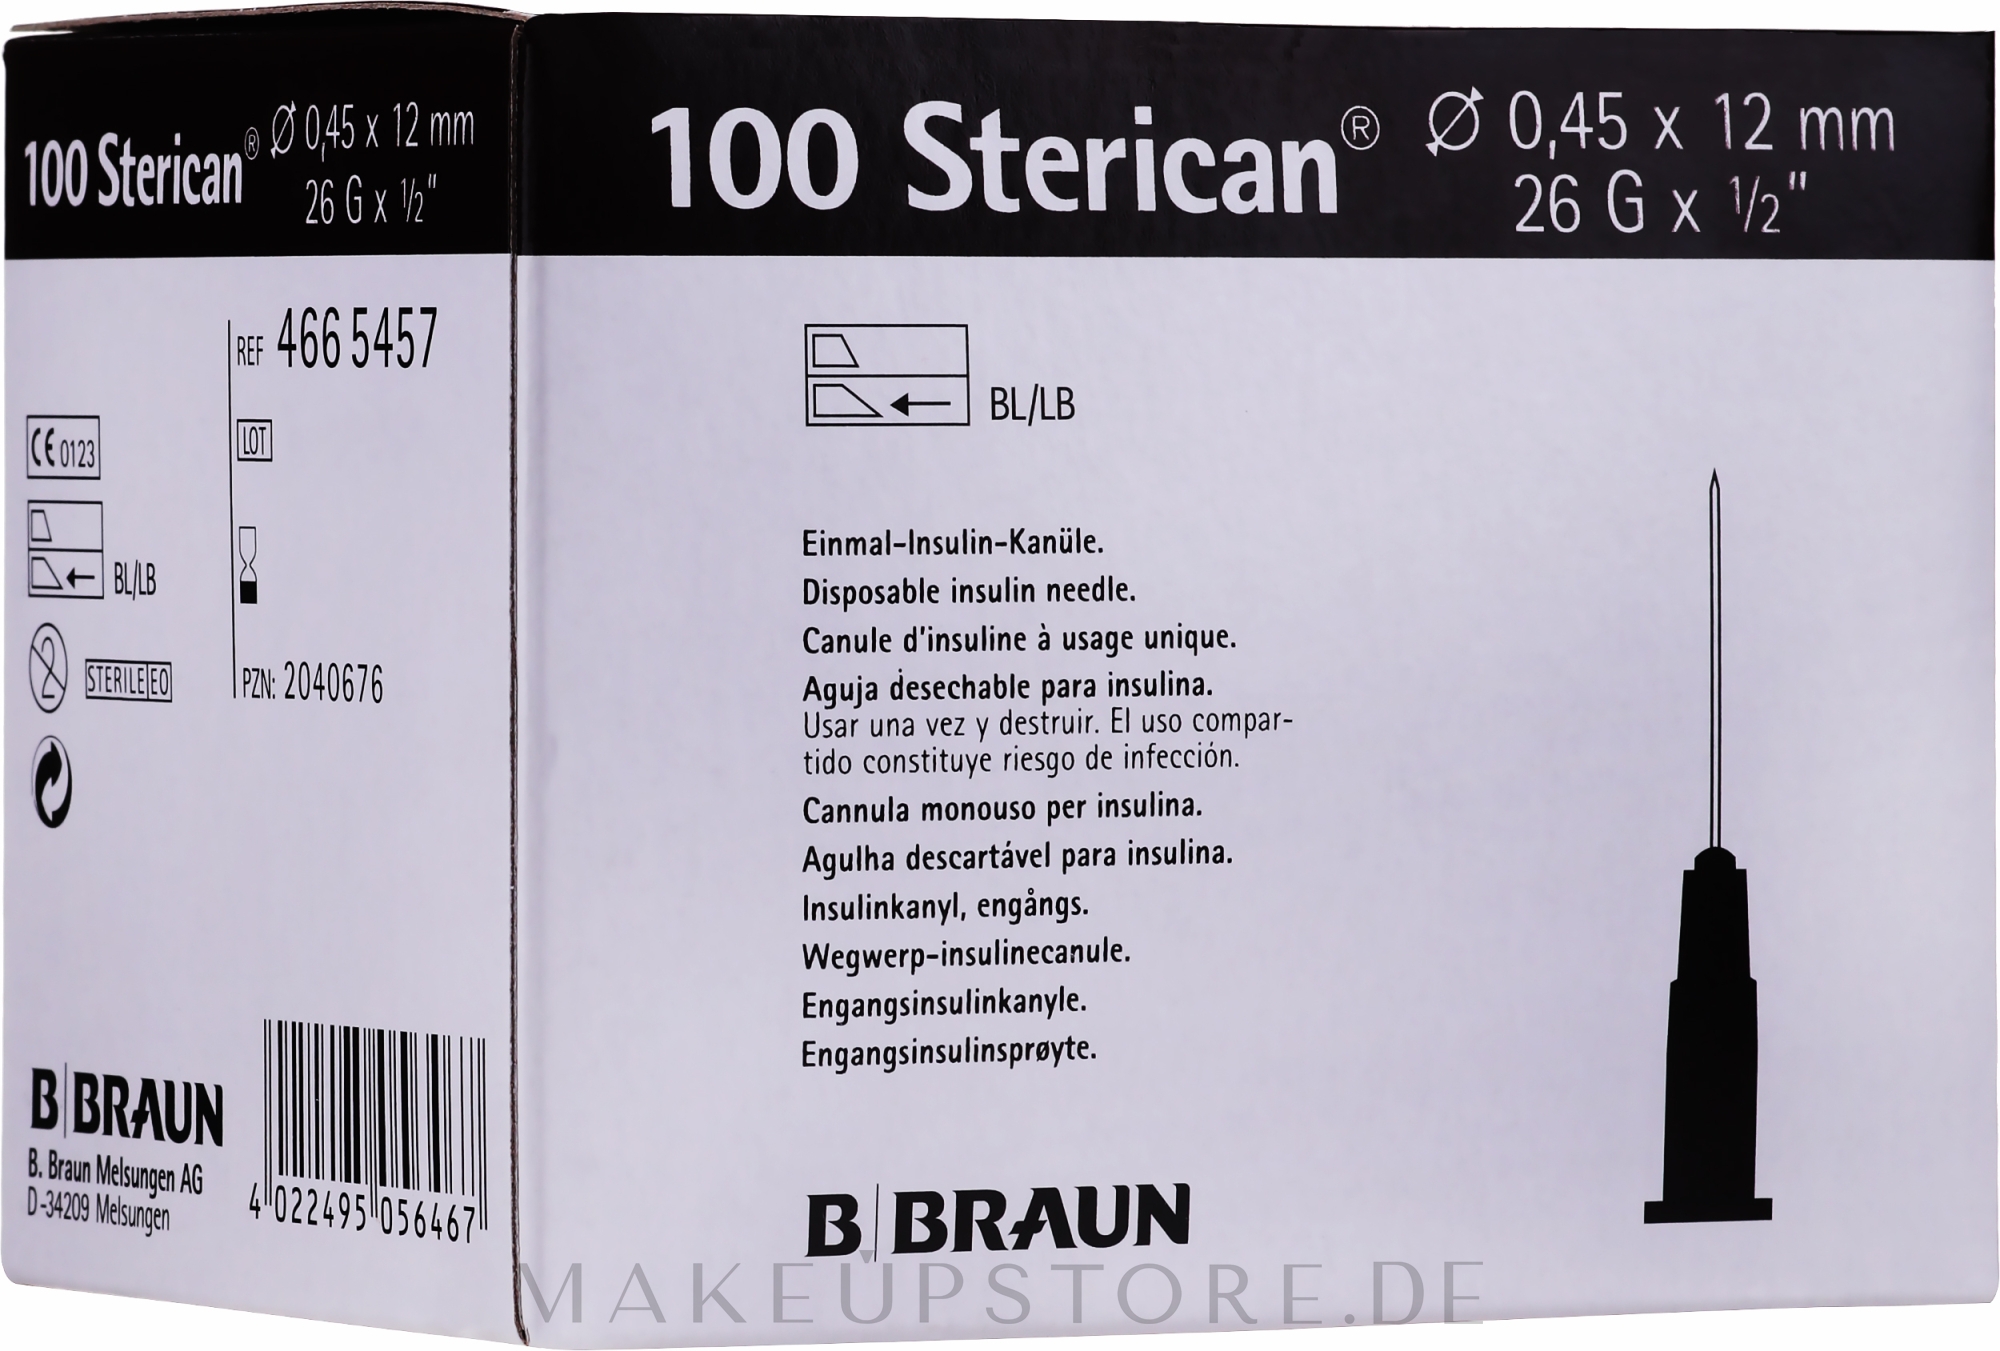 100 Sterican® Ø 0,45 x 12 mm
26 G x 1/2"
REF 466 5457
CE 0123
LOT
BL/LB
2
STERILE EO
PZN: 2040676
B BRAUN
B. Braun Melsungen AG
D-34209 Melsungen
4 022495 056467
100 Sterican® Ø 0,45 x 12 mm
26 G x 1/2"
BL/LB
Einmal-Insulin-Kanüle.
Disposable insulin needle.
Canule d'insuline à usage unique.
Aguja desechable para insulina.
Usar una vez y destruir. El uso compar-
tido constituye riesgo de infección.
Cannula monouso per insulina.
Agulha descartável para insulina.
Insulinkanyl, engångs.
Wegwerp-insulinecanule.
Engangsinsulinkanyle.
Engangsinsulinsprøyte.
B BRAUN
MAKEUPSTORE.DE